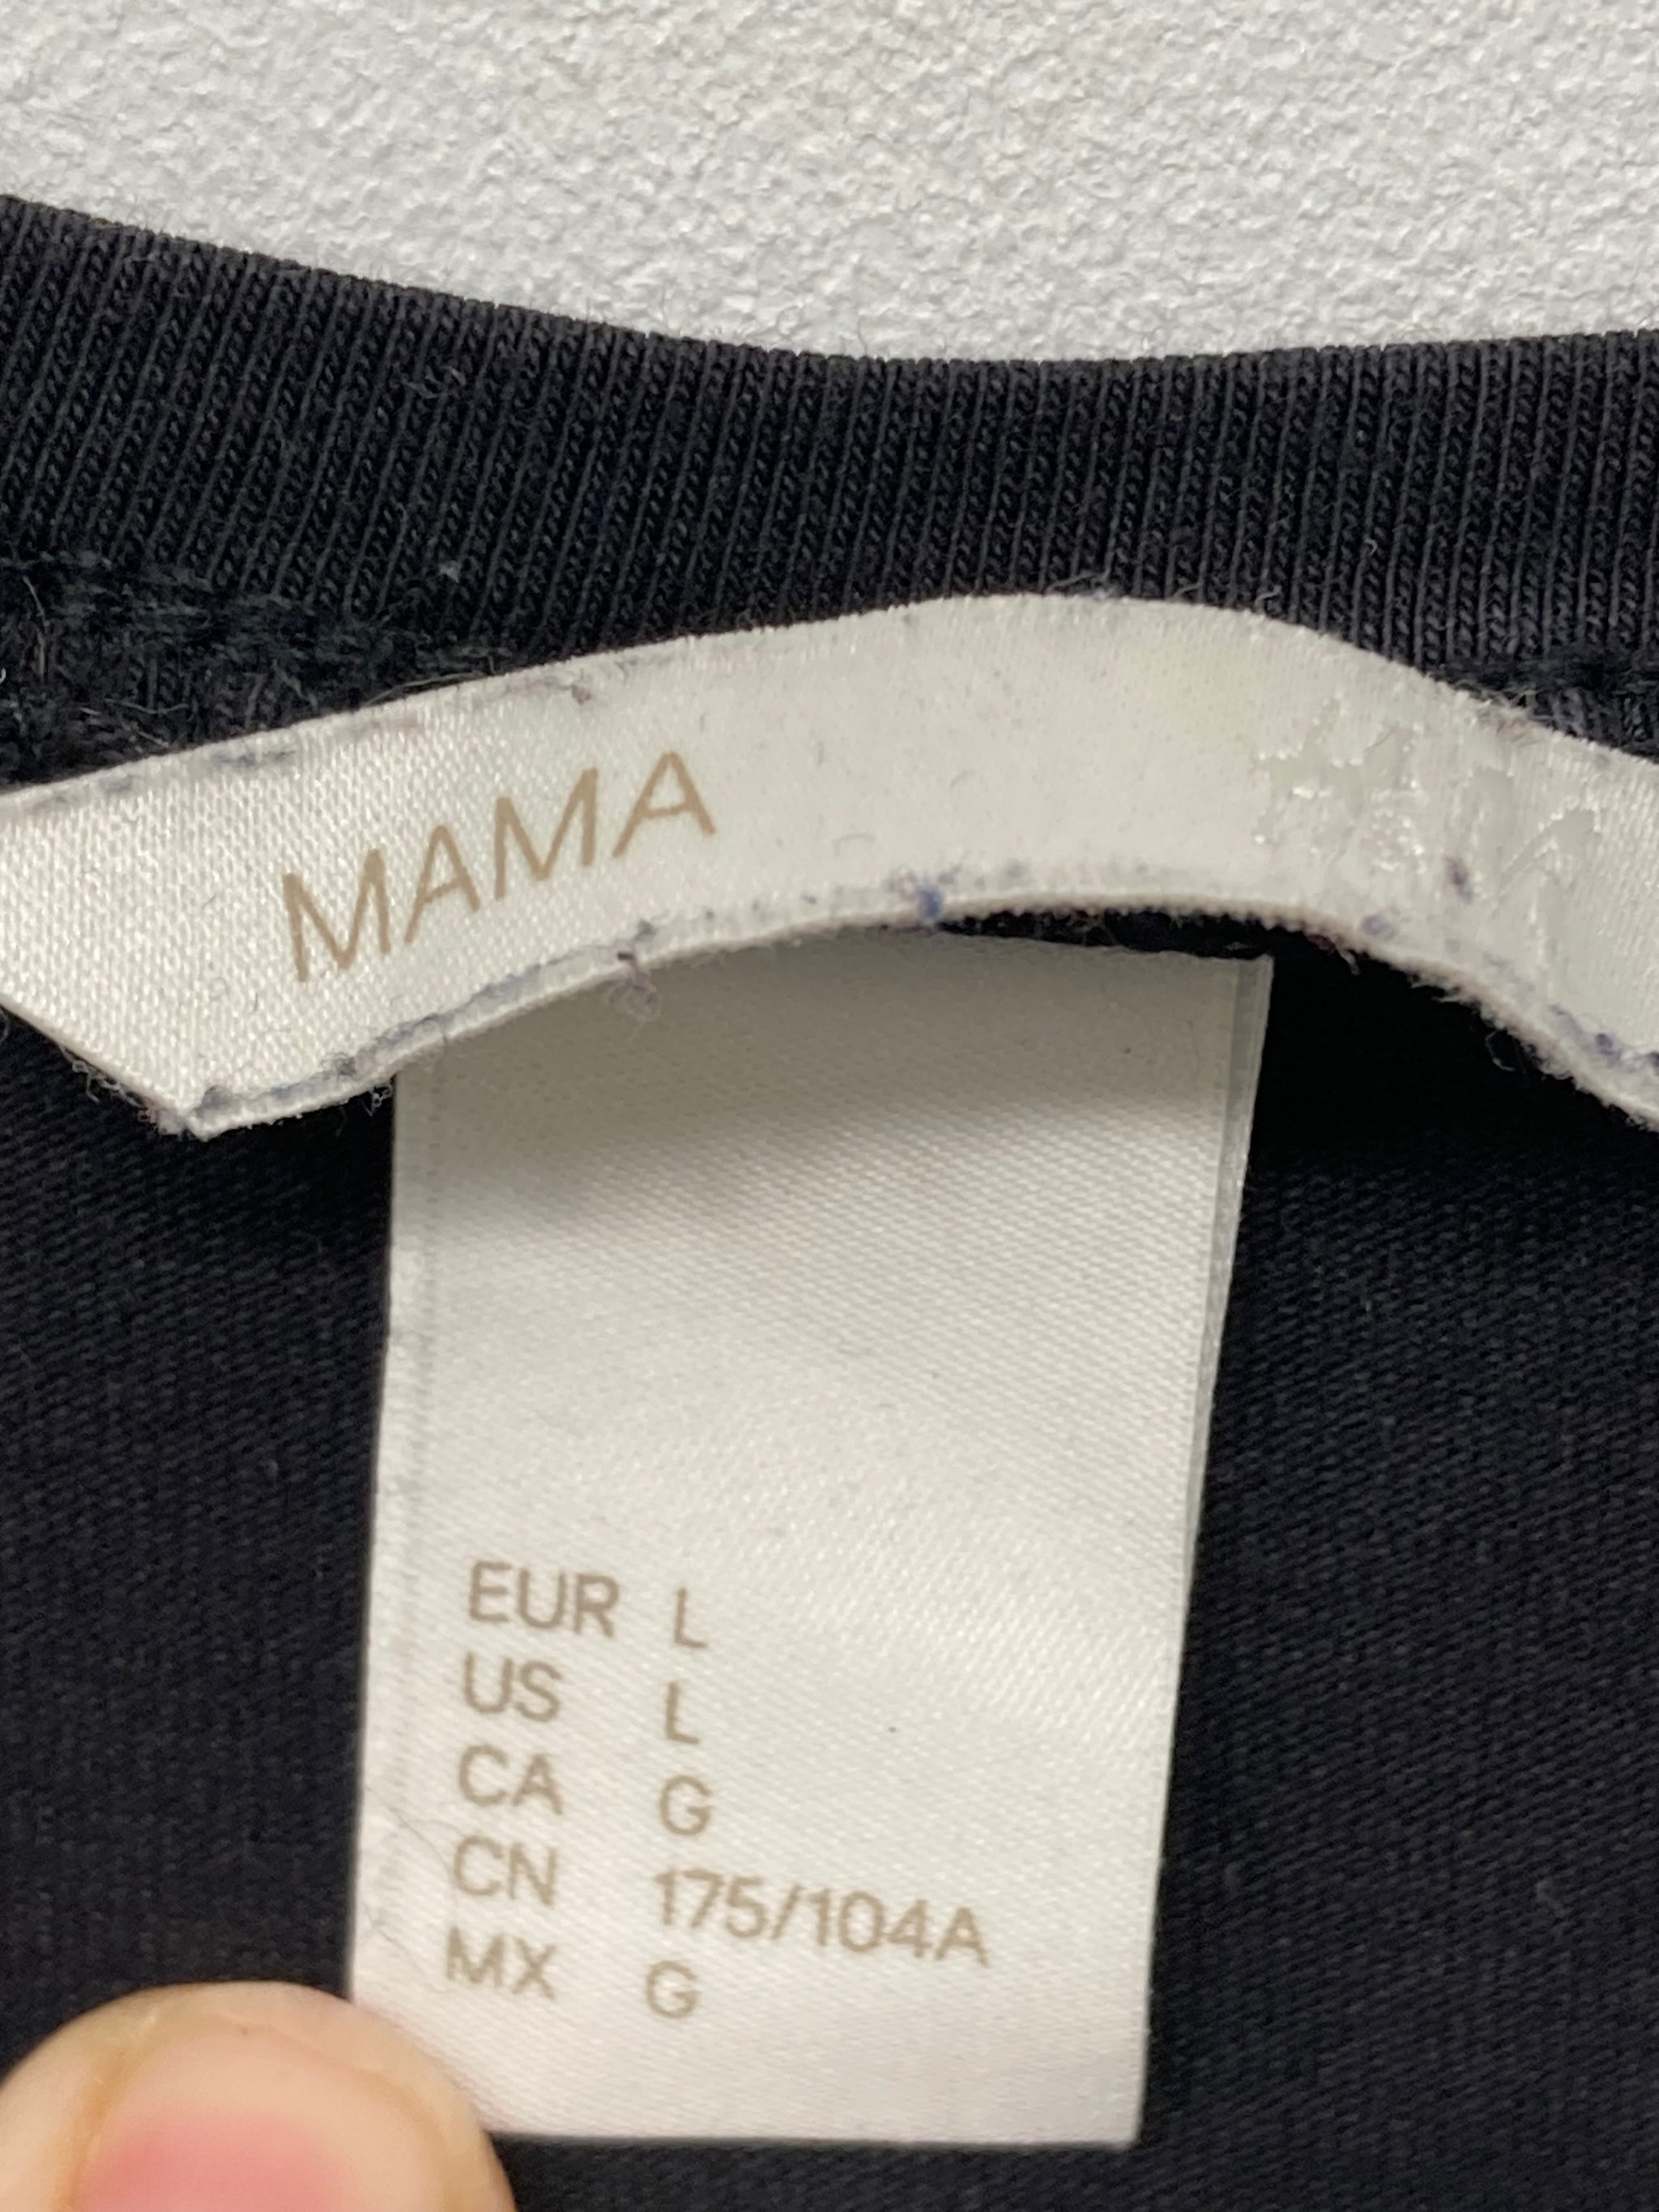 MAMA
EUR L
US L
CA G
CN 175/104A
MX G